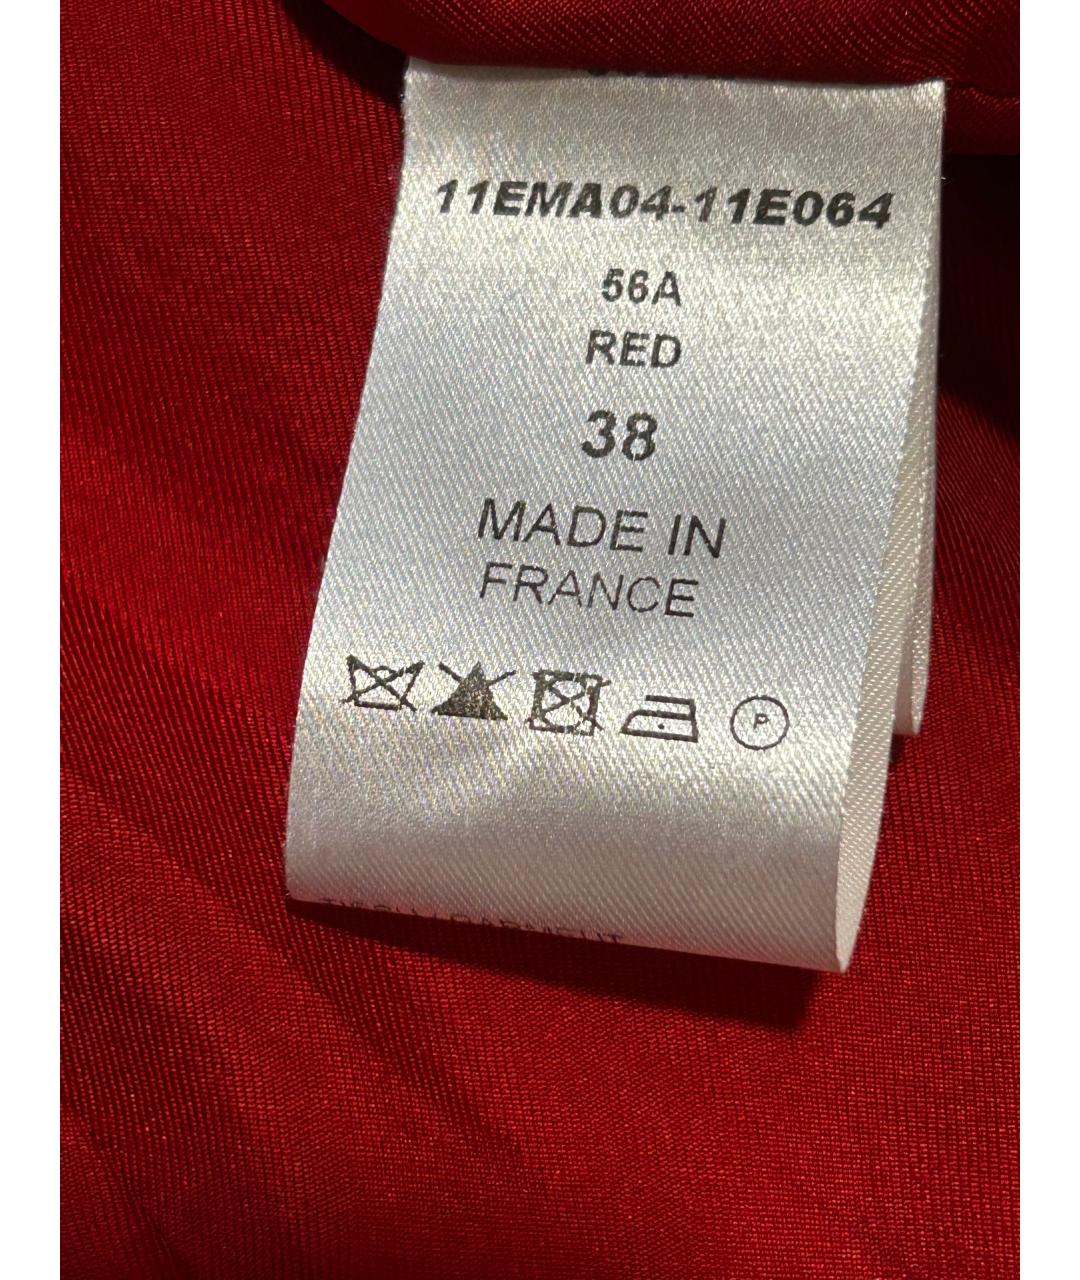 11EMA04-11E064
56A
RED
38
MADE IN
FRANCE
P